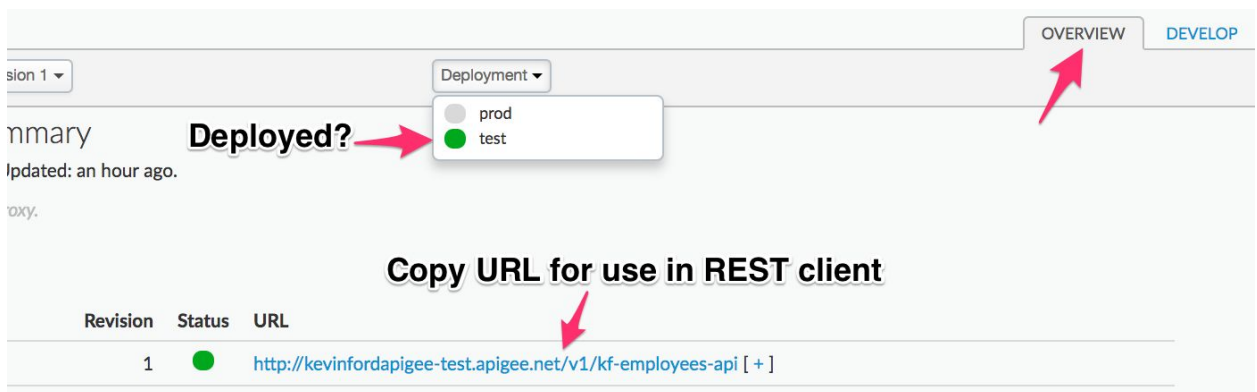 OVERVIEW DEVELOP
sion 1 Deployment
prod
mmary Deployed? test
Updated: an hour ago.
roxy.
Copy URL for use in REST client
Revision Status URL
1 http://kevinfordapigee-test.apigee.net/v1/kf-employees-api [ + ]